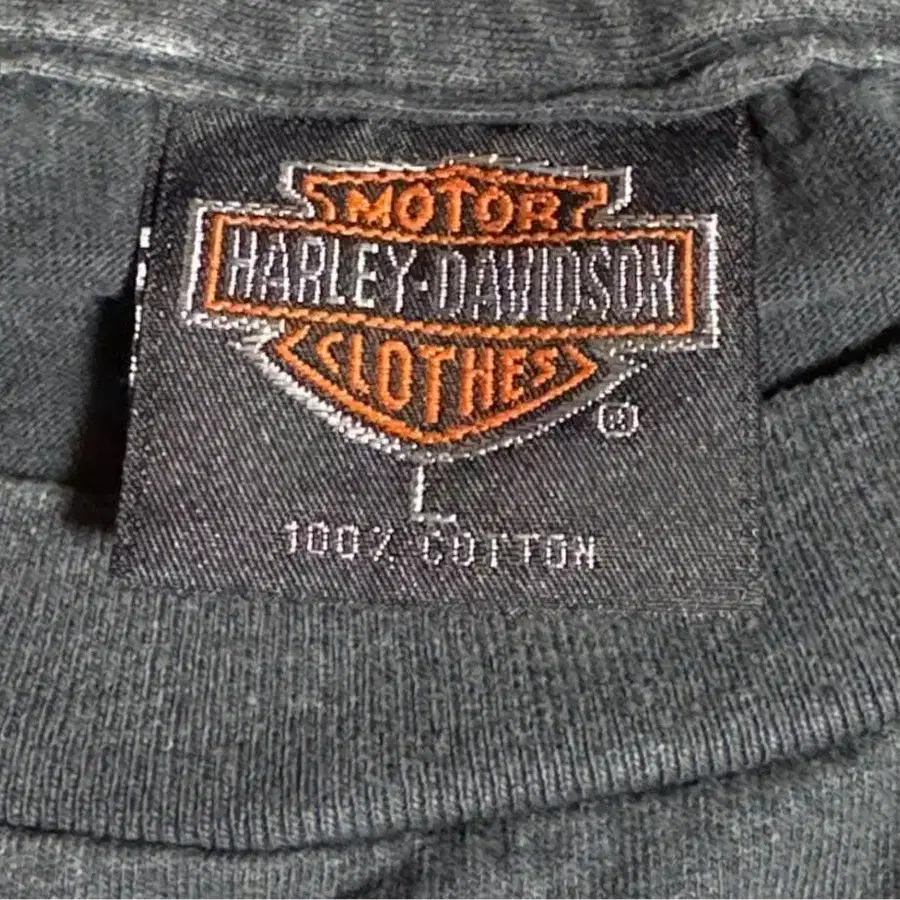 MOTOR
HARLEY-DAVIDSON
CLOTHES
®
L
100% COTTON